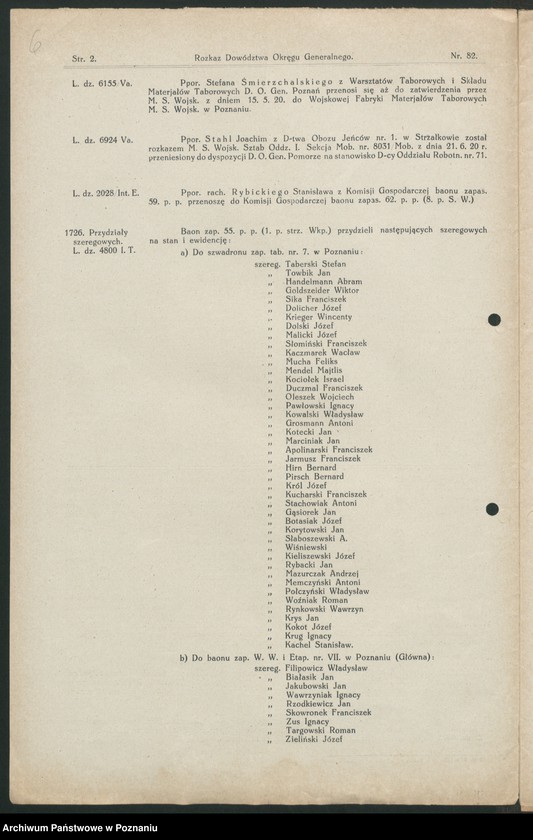 6
Str. 2.
Rozkaz Dowództwa Okręgu Generalnego.
Nr. 82.
L. dz. 6155 Va.
Ppor. Stefana Śmierzchalskiego z Warsztatów Taborowych i Składu
Materjałów Taborowych D. O. Gen. Poznań przenosi się aż do zatwierdzenia przez
M. S. Wojsk. z dniem 15. 5. 20. do Wojskowej Fabryki Materjałów Taborowych
M. S. Wojsk. w Poznaniu.
L. dz. 6924 Va.
Ppor. Stahl Joachim z D-twa Obozu Jeńców nr. 1. w Strzałkowie został
rozkazem M. S. Wojsk. Sztab Oddz. I. Sekcja Mob. nr. 8031 Mob. z dnia 21. 6. 20 r.
przeniesiony do dyspozycji D. O. Gen. Pomorze na stanowisko D-cy Oddziału Robotn. nr. 71.
L. dz. 2028 Int. E.
Ppor. rach. Rybickiego Stanisława z Komisji Gospodarczej baonu zapas.
59. p. p. przenoszę do Komisji Gospodarczej baonu zapas. 62. p. p. (8. p. S. W.)
1726. Przydziały
szeregowych.
L. dz. 4800 I. T.
Baon zap. 55. p. p. (1. p. strz. Wkp.) przydzieli następujących szeregowych
na stan i ewidencję:
a) Do szwadronu zap. tab. nr. 7. w Poznaniu:
szereg. Taberski Stefan
„ Towbik Jan
„ Handelmann Abram
„ Goldszeider Wiktor
„ Sika Franciszek
„ Dolicher Józef
„ Krieger Wincenty
„ Dolski Józef
„ Malicki Józef
„ Słomiński Franciszek
„ Kaczmarek Wacław
„ Mucha Feliks
„ Mendel Majtlis
„ Kociołek Israel
„ Duczmal Franciszek
„ Oleszek Wojciech
„ Pawłowski Ignacy
„ Kowalski Władysław
„ Grosmann Antoni
„ Kotecki Jan
„ Marciniak Jan
„ Apolinarski Franciszek
„ Jarmusz Franciszek
„ Hirn Bernard
„ Pirsch Bernard
„ Król Józef
„ Kucharski Franciszek
„ Stachowiak Antoni
„ Gąsiorek Jan
„ Botasiak Józef
„ Korytowski Jan
„ Słaboszewski A.
„ Wiśniewski
„ Kieliszewski Józef
„ Rybacki Jan
„ Mazurczak Andrzej
„ Memczyński Antoni
„ Połczyński Władysław
„ Woźniak Roman
„ Rynkowski Wawrzyn
„ Krys Jan
„ Kokot Józef
„ Krug Ignacy
„ Kachel Stanisław.
b) Do baonu zap. W. W. i Etap. nr. VII. w Poznaniu (Główna):
szereg. Filipowicz Władysław
„ Białasik Jan
„ Jakubowski Jan
„ Wawrzyniak Ignacy
„ Rzodkiewicz Jan
„ Skowronek Franciszek
„ Zus Ignacy
„ Targowski Roman
„ Zieliński Józef
Archiwum Państwowe w Poznaniu